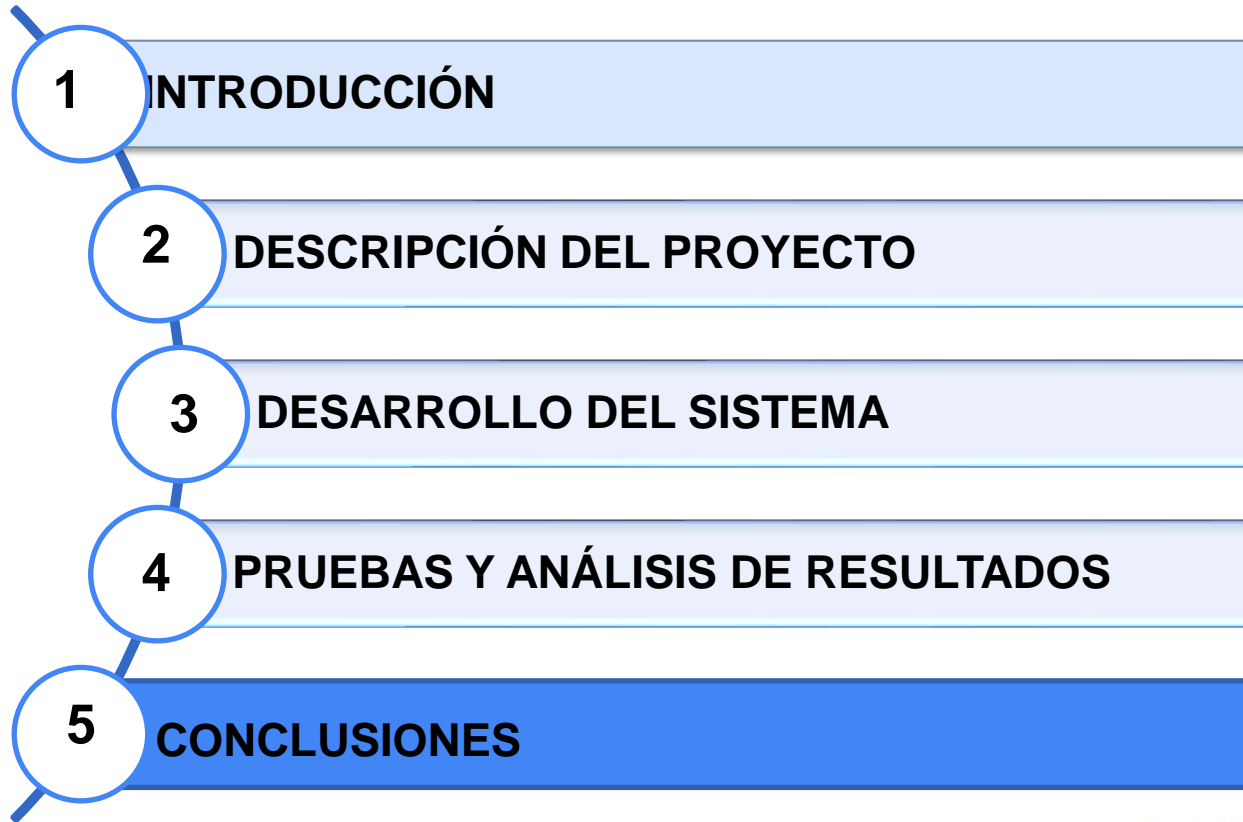 1 INTRODUCCIÓN
2 DESCRIPCIÓN DEL PROYECTO
3 DESARROLLO DEL SISTEMA
4 PRUEBAS Y ANÁLISIS DE RESULTADOS
5 CONCLUSIONES